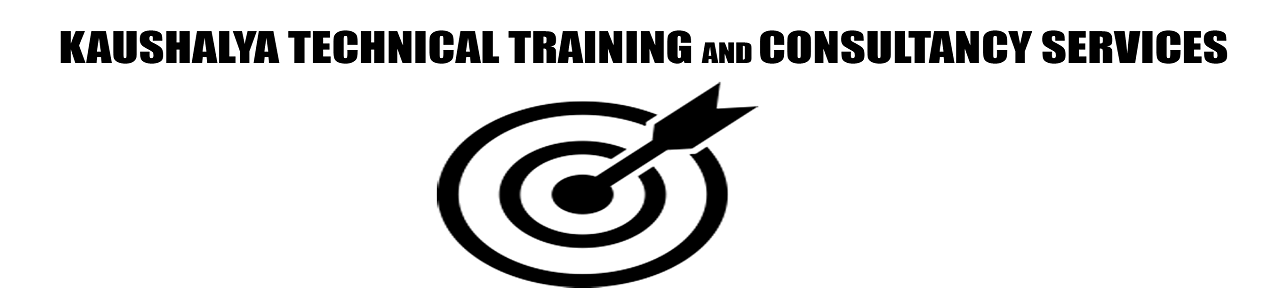 KAUSHALYA TECHNICAL TRAINING AND CONSULTANCY SERVICES